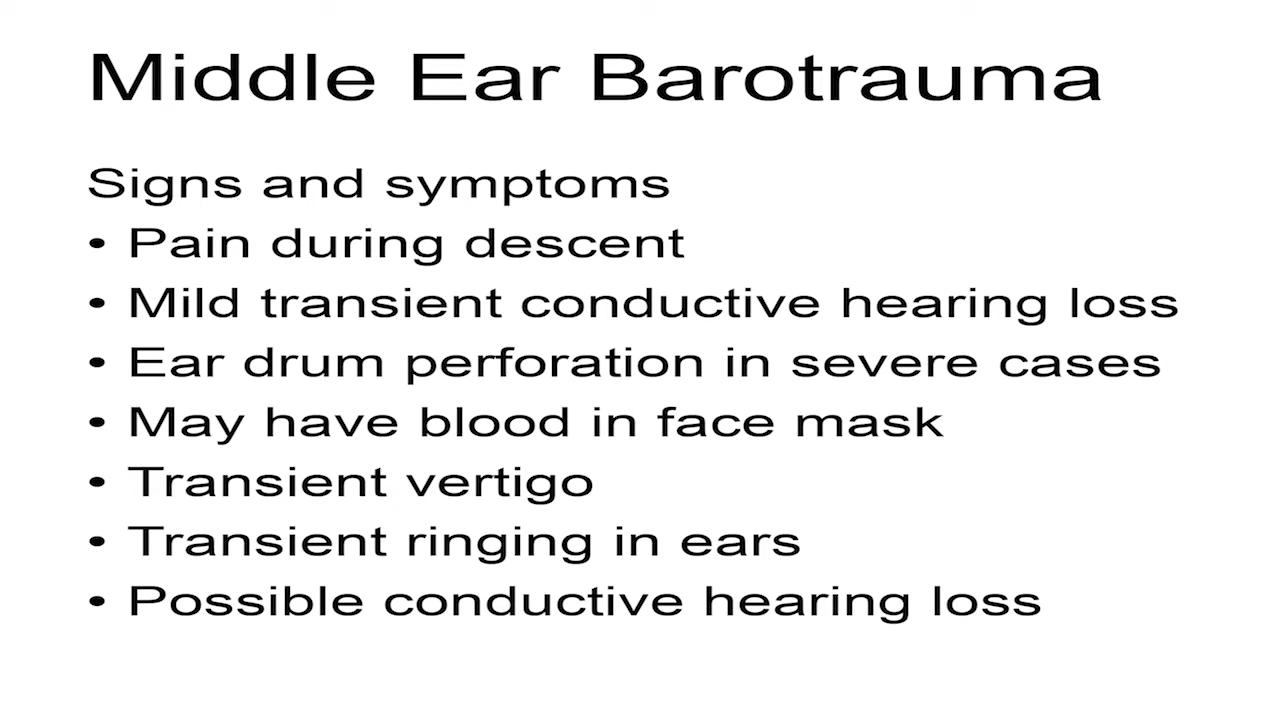 Middle Ear Barotrauma
Signs and symptoms
• Pain during descent
• Mild transient conductive hearing loss
• Ear drum perforation in severe cases
• May have blood in face mask
• Transient vertigo
• Transient ringing in ears
• Possible conductive hearing loss